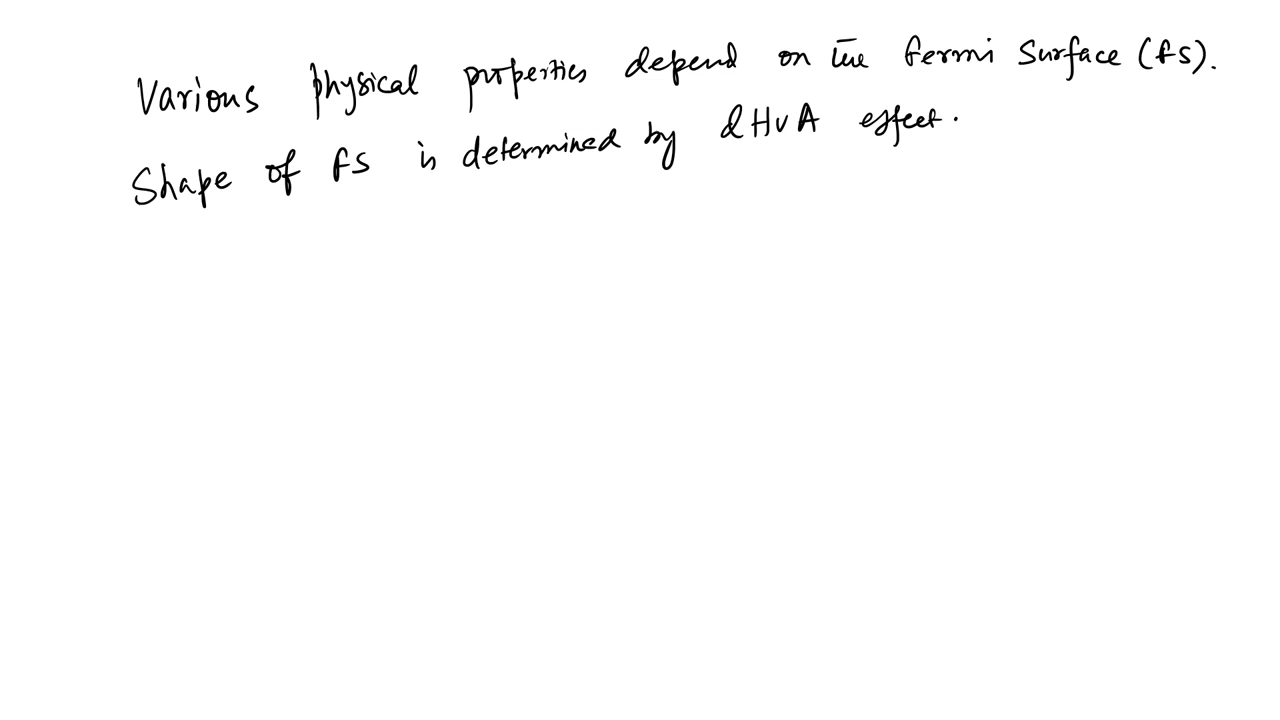 Various physical properties depend on the fermi surface (fs).
Shape of fs is determined by dHvA effect.